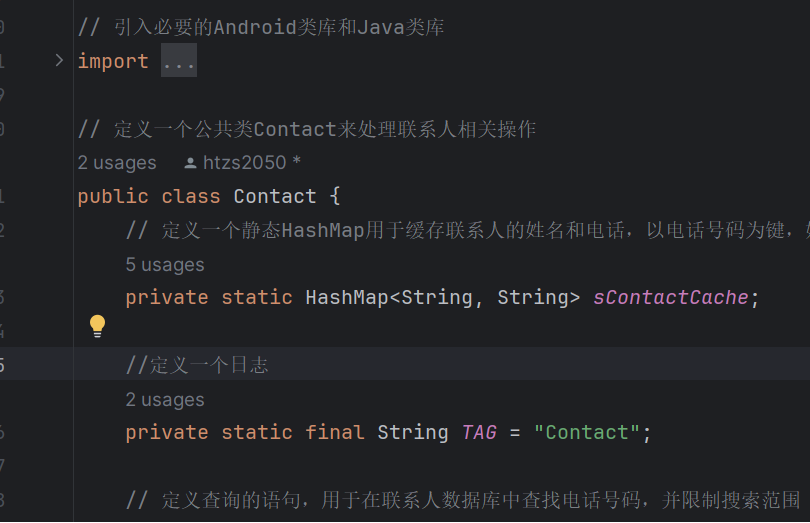 // 引入必要的Android类库和Java类库
import ...
// 定义一个公共类Contact来处理联系人相关操作
2 usages htzs2050 *
public class Contact {
// 定义一个静态HashMap用于缓存联系人的姓名和电话，以电话号码为键，
5 usages
private static HashMap<String, String> sContactCache;
//定义一个日志
2 usages
private static final String TAG = "Contact";
// 定义查询的语句，用于在联系人数据库中查找电话号码，并限制搜索范围